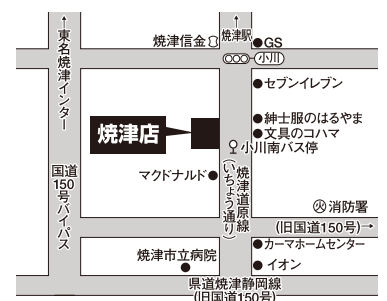 ↑東名焼津インター
焼津信金
↑焼津駅
GS
小川
セブンイレブン
焼津店
紳士服のはるやま
文具のコハマ
小川南バス停
マクドナルド
国道150号バイパス
焼津道原線
(いちょう通り)
火 消防署
(旧国道150号)→
焼津市立病院
カーマホームセンター
イオン
県道焼津静岡線
(旧国道150号)